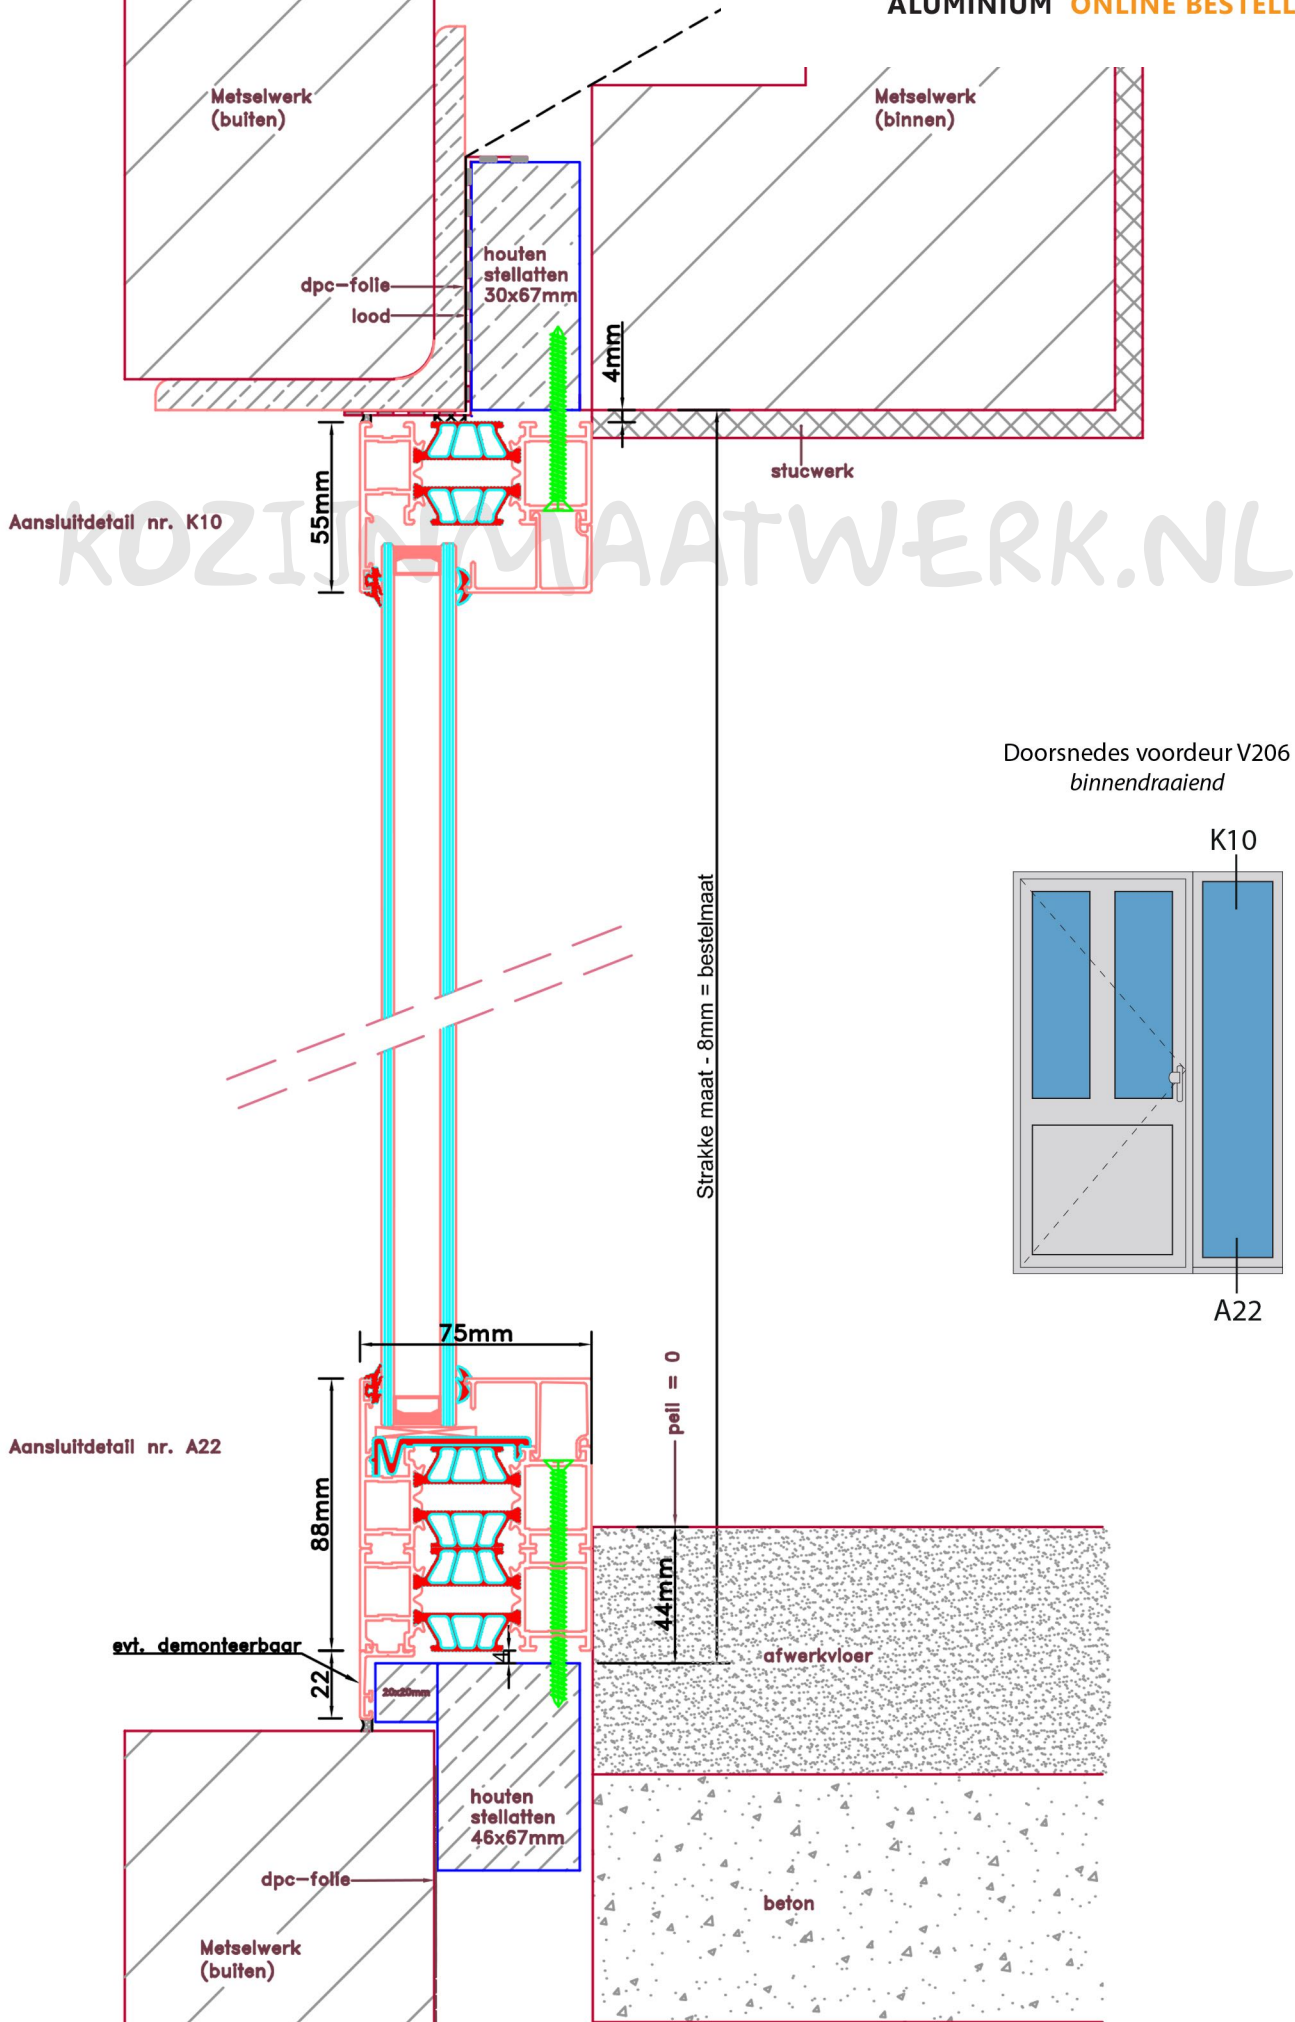 ALUMINIUM ONLINE BESTELL
Metselwerk
(buiten)
Metselwerk
(binnen)
houten
stellatten
30x67mm
dpc-folie
lood
4mm
stucwerk
55mm
Aansluitdetail nr. K10
KOZIJNMAATWERK.NL
Doorsnedes voordeur V206
binnendraaiend
K10
Strakke maat - 8mm = bestelmaat
A22
75mm
peil = 0
Aansluitdetail nr. A22
88mm
44mm
evt. demonteerbaar
4
afwerkvloer
22
20x20mm
houten
stellatten
46x67mm
dpc-folie
beton
Metselwerk
(buiten)